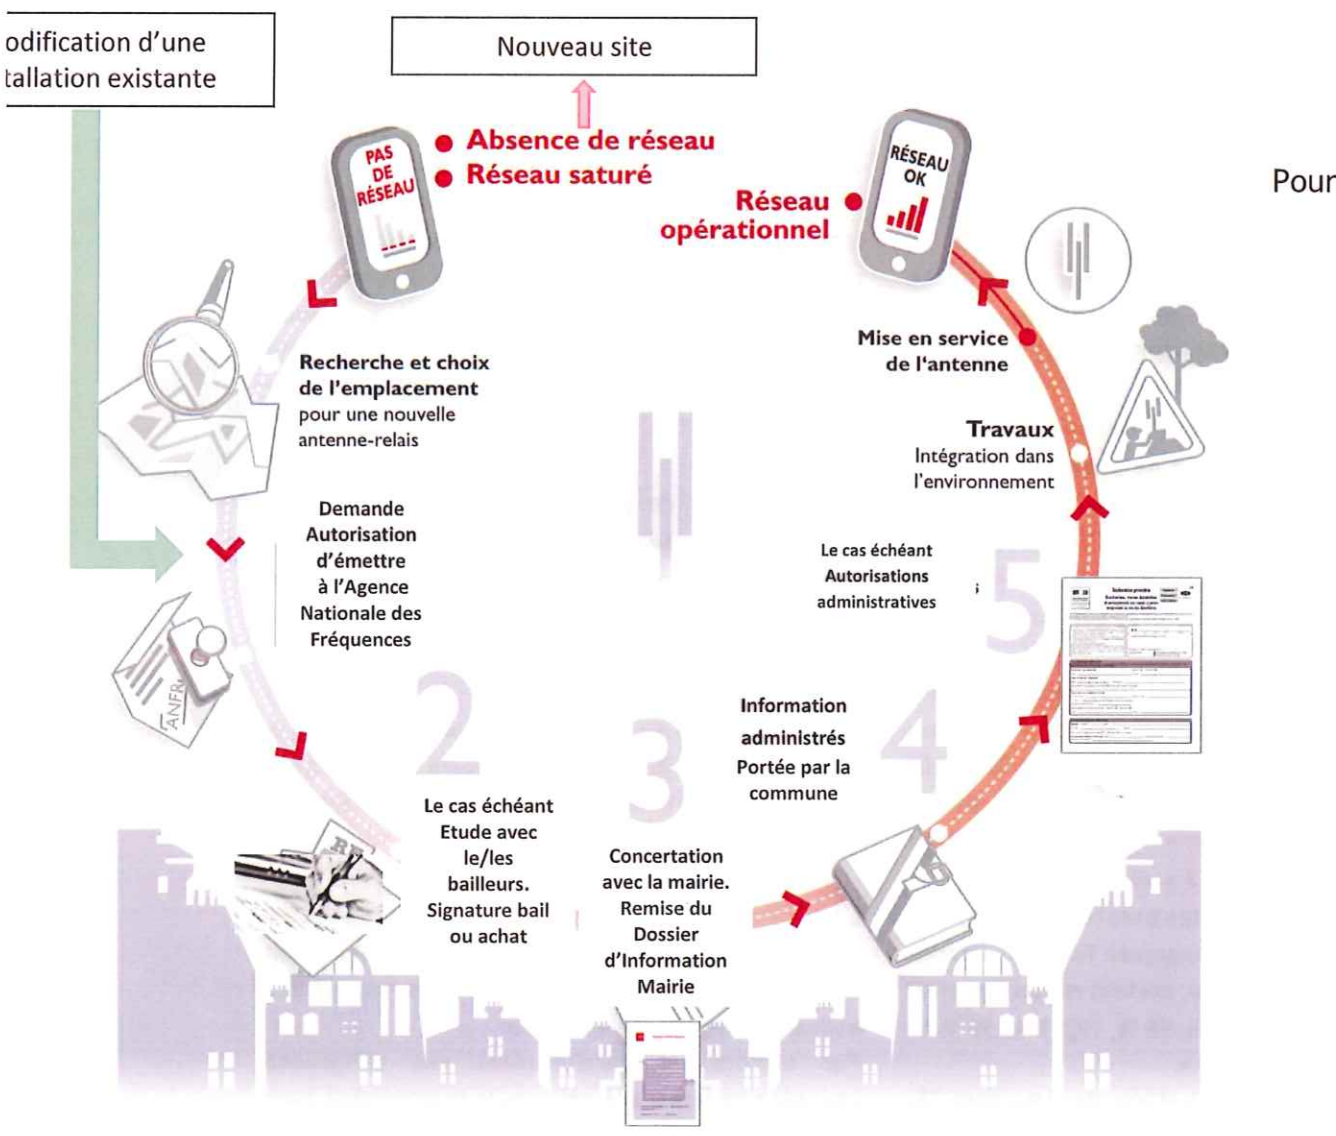 odification d’une
tallation existante
Nouveau site
Absence de réseau
Réseau saturé
PAS
DE
RÉSEAU
Réseau
opérationnel
RÉSEAU
OK
Pour
Recherche et choix
de l’emplacement
pour une nouvelle
antenne-relais
Demande
Autorisation
d’émettre
à l’Agence
Nationale des
Fréquences
ANFR
2
Le cas échéant
Etude avec
le/les
bailleurs.
Signature bail
ou achat
3
Concertation
avec la mairie.
Remise du
Dossier
d’Information
Mairie
4
Information
administrés
Portée par la
commune
5
Le cas échéant
Autorisations
administratives
Travaux
Intégration dans
l’environnement
Mise en service
de l‘antenne